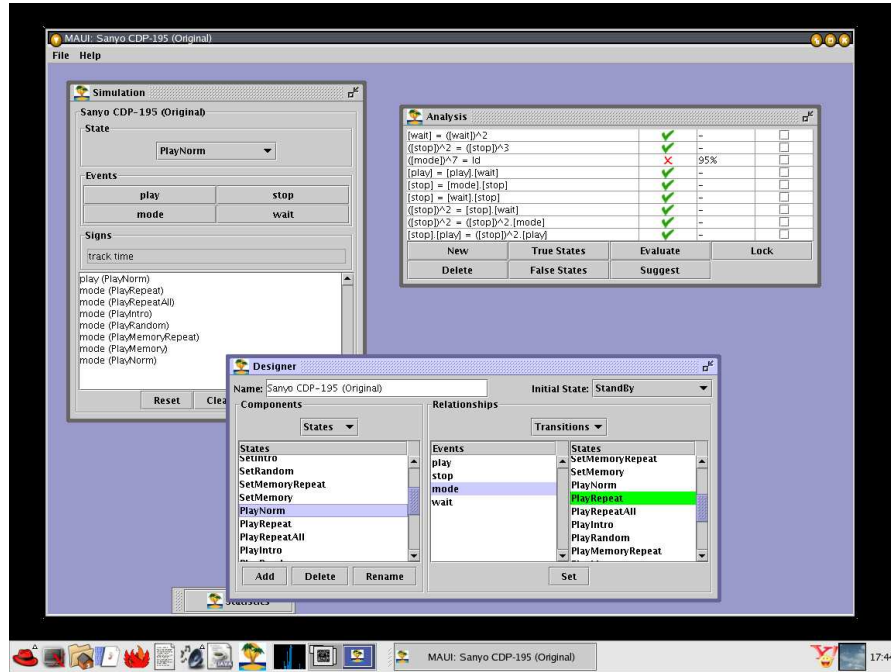 MAUI: Sanyo CDP-195 (Original)
File Help
Simulation
Sanyo CDP-195 (Original)
State
PlayNorm
Events
play stop
mode wait
Signs
track time
play (PlayNorm)
mode (PlayRepeat)
mode (PlayRepeatAll)
mode (PlayIntro)
mode (PlayRandom)
mode (PlayMemoryRepeat)
mode (PlayMemory)
mode (PlayNorm)
Reset Clea
Analysis
[wait] = ([wait])^2 -
([stop])^2 = ([stop])^3 -
([mode])^7 = Id 95%
[play] = [play].[wait] -
[stop] = [mode].[stop] -
[stop] = [wait].[stop] -
([stop])^2 = [stop].[wait] -
([stop])^2 = ([stop])^2.[mode] -
[stop].[play] = ([stop])^2.[play] -
New True States Evaluate Lock
Delete False States Suggest
Designer
Name: Sanyo CDP-195 (Original) Initial State: StandBy
Components
States
States
SetIntro
SetRandom
SetMemoryRepeat
SetMemory
PlayNorm
PlayRepeat
PlayRepeatAll
PlayIntro
Add Delete Rename
Relationships
Transitions
Events
play
stop
mode
wait
States
SetMemoryRepeat
SetMemory
PlayNorm
PlayRepeat
PlayRepeatAll
PlayIntro
PlayRandom
PlayMemoryRepeat
Set
Statistics
MAUI: Sanyo CDP-195 (Original)
17:4